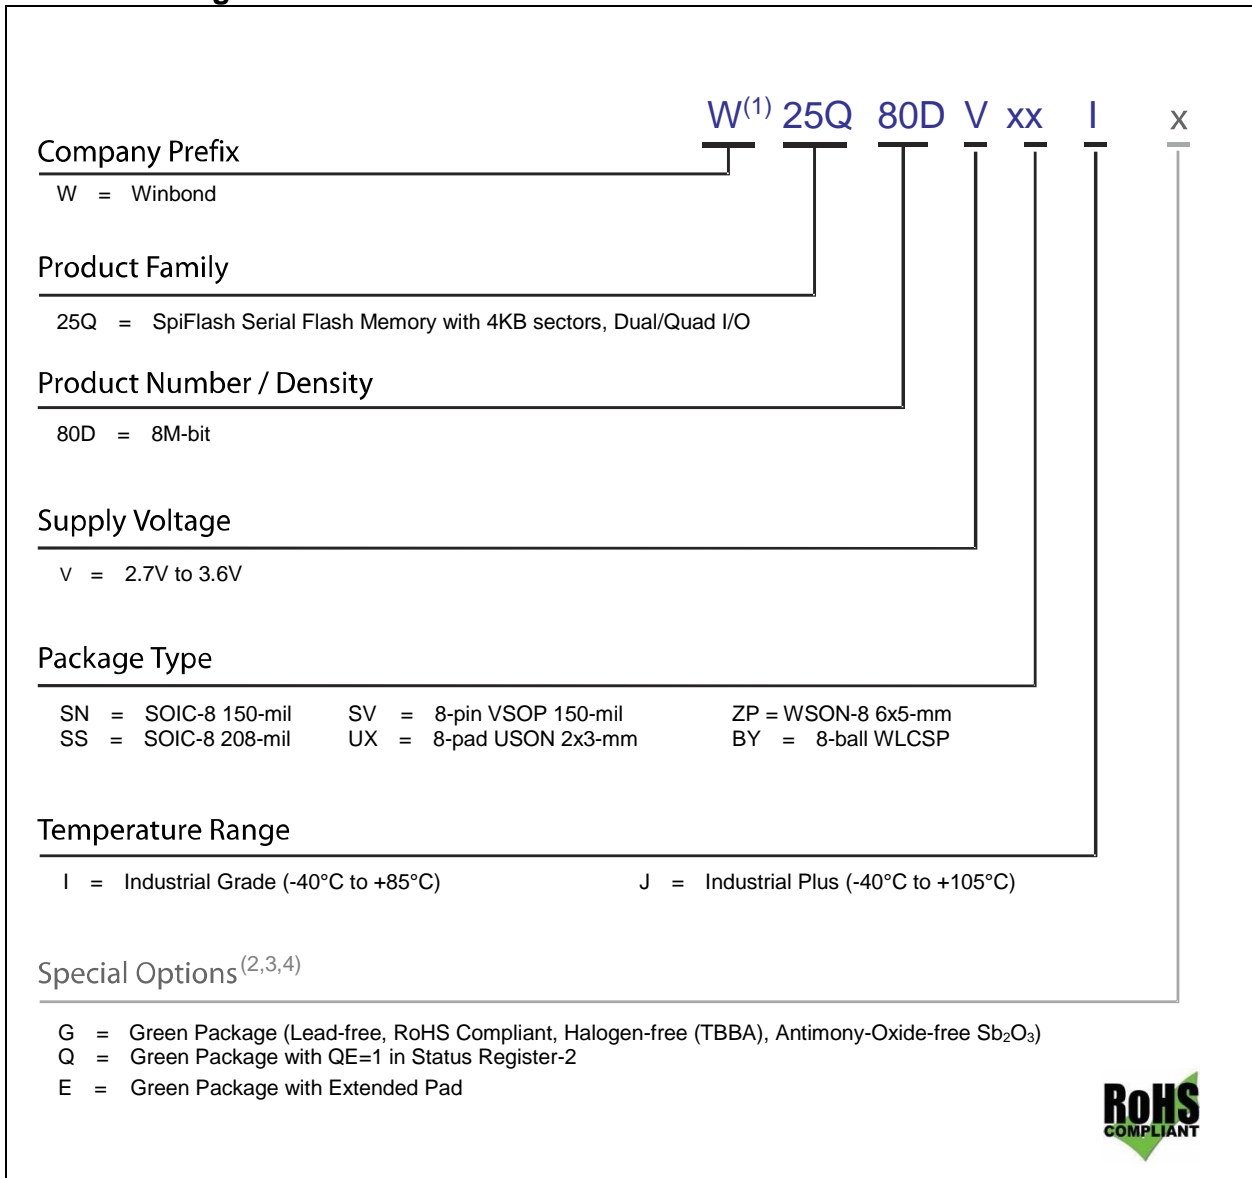 W(1) 25Q 80D V xx I x
Company Prefix
W = Winbond
Product Family
25Q = SpiFlash Serial Flash Memory with 4KB sectors, Dual/Quad I/O
Product Number / Density
80D = 8M-bit
Supply Voltage
V = 2.7V to 3.6V
Package Type
SN = SOIC-8 150-mil SV = 8-pin VSOP 150-mil ZP = WSON-8 6x5-mm
SS = SOIC-8 208-mil UX = 8-pad USON 2x3-mm BY = 8-ball WLCSP
Temperature Range
I = Industrial Grade (-40°C to +85°C) J = Industrial Plus (-40°C to +105°C)
Special Options(2,3,4)
G = Green Package (Lead-free, RoHS Compliant, Halogen-free (TBBA), Antimony-Oxide-free Sb₂O₃)
Q = Green Package with QE=1 in Status Register-2
E = Green Package with Extended Pad
RoHS
COMPLIANT